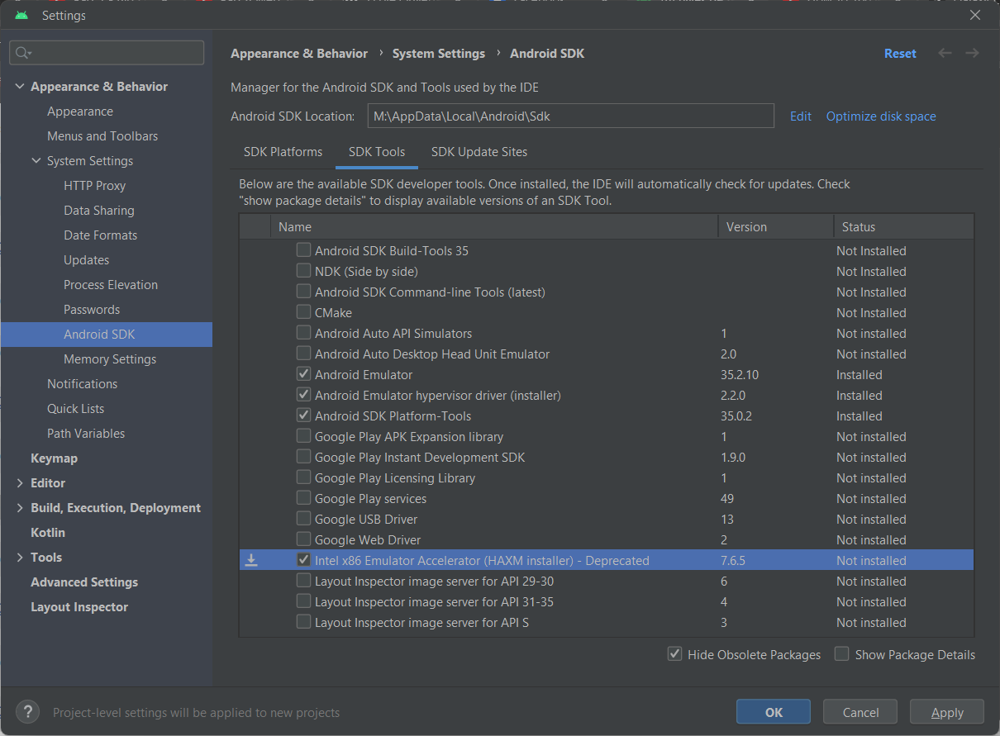 Settings
Appearance & Behavior
Appearance
Menus and Toolbars
System Settings
HTTP Proxy
Data Sharing
Date Formats
Updates
Process Elevation
Passwords
Android SDK
Memory Settings
Notifications
Quick Lists
Path Variables
Keymap
Editor
Build, Execution, Deployment
Kotlin
Tools
Advanced Settings
Layout Inspector
Appearance & Behavior › System Settings › Android SDK Reset
Manager for the Android SDK and Tools used by the IDE
Android SDK Location: M:\AppData\Local\Android\Sdk Edit Optimize disk space
SDK Platforms SDK Tools SDK Update Sites
Below are the available SDK developer tools. Once installed, the IDE will automatically check for updates. Check
"show package details" to display available versions of an SDK Tool.
Name Version Status
Android SDK Build-Tools 35 Not Installed
NDK (Side by side) Not Installed
Android SDK Command-line Tools (latest) Not Installed
CMake Not Installed
Android Auto API Simulators 1 Not installed
Android Auto Desktop Head Unit Emulator 2.0 Not installed
Android Emulator 35.2.10 Installed
Android Emulator hypervisor driver (installer) 2.2.0 Installed
Android SDK Platform-Tools 35.0.2 Installed
Google Play APK Expansion library 1 Not installed
Google Play Instant Development SDK 1.9.0 Not installed
Google Play Licensing Library 1 Not installed
Google Play services 49 Not installed
Google USB Driver 13 Not installed
Google Web Driver 2 Not installed
Intel x86 Emulator Accelerator (HAXM installer) - Deprecated 7.6.5 Not installed
Layout Inspector image server for API 29-30 6 Not installed
Layout Inspector image server for API 31-35 4 Not installed
Layout Inspector image server for API S 3 Not installed
Hide Obsolete Packages Show Package Details
? Project-level settings will be applied to new projects
OK Cancel Apply